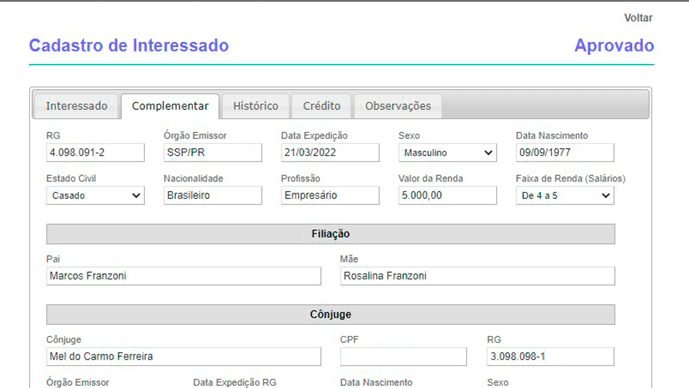 Voltar
Cadastro de Interessado Aprovado
Interessado Complementar Histórico Crédito Observações
RG Órgão Emissor Data Expedição Sexo Data Nascimento
4.098.091-2 SSP/PR 21/03/2022 Masculino 09/09/1977
Estado Civil Nacionalidade Profissão Valor da Renda Faixa de Renda (Salários)
Casado Brasileiro Empresário 5.000,00 De 4 a 5
Filiação
Pai Mãe
Marcos Franzoni Rosalina Franzoni
Cônjuge
Cônjuge CPF RG
Mel do Carmo Ferreira 3.098.098-1
Órgão Emissor Data Expedição RG Data Nascimento Sexo